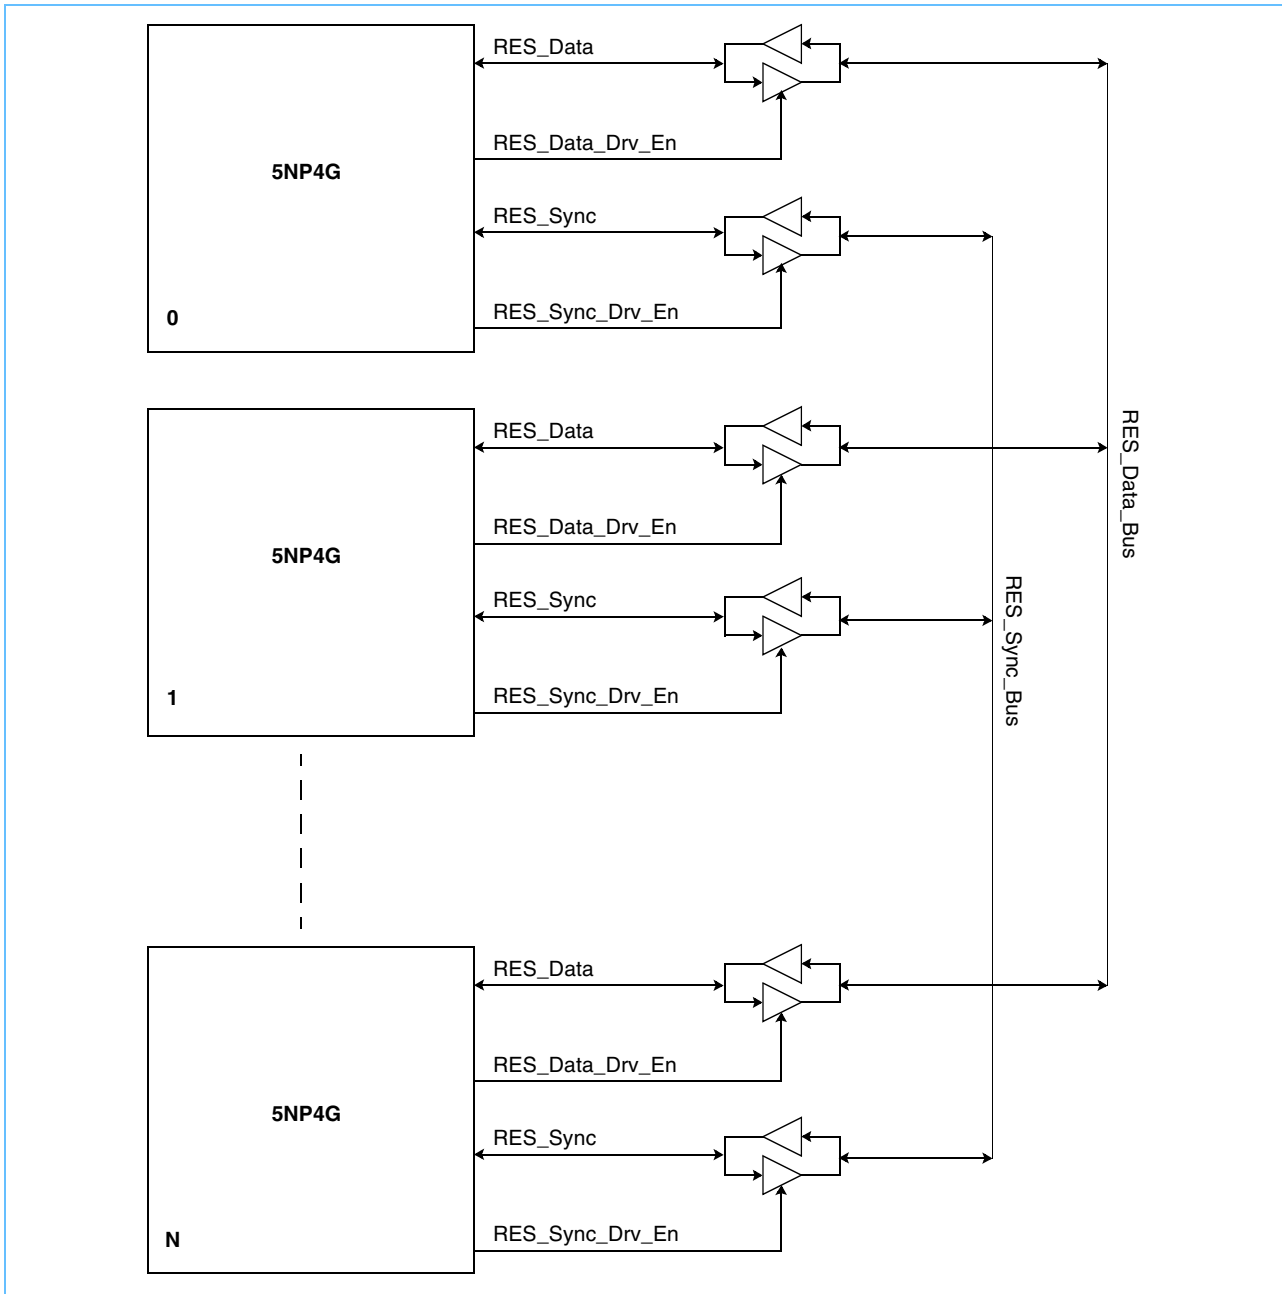 RES_Data
RES_Data_Drv_En
5NP4G
RES_Sync
RES_Sync_Drv_En
0
RES_Data
RES_Data_Drv_En
5NP4G
RES_Sync
RES_Sync_Drv_En
1
RES_Data_Bus
RES_Sync_Bus
RES_Data
RES_Data_Drv_En
5NP4G
RES_Sync
RES_Sync_Drv_En
N